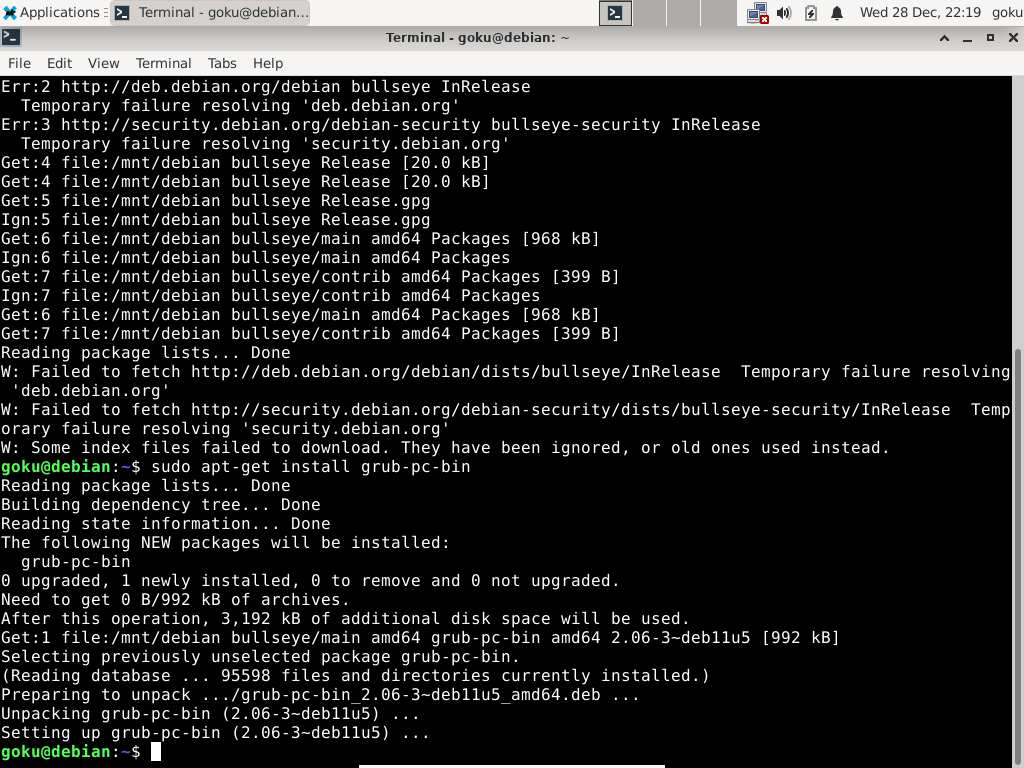 Applications
Terminal - goku@debian...
Wed 28 Dec, 22:19
goku
Terminal - goku@debian: ~
File Edit View Terminal Tabs Help
Err:2 http://deb.debian.org/debian bullseye InRelease
  Temporary failure resolving 'deb.debian.org'
Err:3 http://security.debian.org/debian-security bullseye-security InRelease
  Temporary failure resolving 'security.debian.org'
Get:4 file:/mnt/debian bullseye Release [20.0 kB]
Get:4 file:/mnt/debian bullseye Release [20.0 kB]
Get:5 file:/mnt/debian bullseye Release.gpg
Ign:5 file:/mnt/debian bullseye Release.gpg
Get:6 file:/mnt/debian bullseye/main amd64 Packages [968 kB]
Ign:6 file:/mnt/debian bullseye/main amd64 Packages
Get:7 file:/mnt/debian bullseye/contrib amd64 Packages [399 B]
Ign:7 file:/mnt/debian bullseye/contrib amd64 Packages
Get:6 file:/mnt/debian bullseye/main amd64 Packages [968 kB]
Get:7 file:/mnt/debian bullseye/contrib amd64 Packages [399 B]
Reading package lists... Done
W: Failed to fetch http://deb.debian.org/debian/dists/bullseye/InRelease  Temporary failure resolving
 'deb.debian.org'
W: Failed to fetch http://security.debian.org/debian-security/dists/bullseye-security/InRelease  Temp
orary failure resolving 'security.debian.org'
W: Some index files failed to download. They have been ignored, or old ones used instead.
goku@debian:~$ sudo apt-get install grub-pc-bin
Reading package lists... Done
Building dependency tree... Done
Reading state information... Done
The following NEW packages will be installed:
  grub-pc-bin
0 upgraded, 1 newly installed, 0 to remove and 0 not upgraded.
Need to get 0 B/992 kB of archives.
After this operation, 3,192 kB of additional disk space will be used.
Get:1 file:/mnt/debian bullseye/main amd64 grub-pc-bin amd64 2.06-3~deb11u5 [992 kB]
Selecting previously unselected package grub-pc-bin.
(Reading database ... 95598 files and directories currently installed.)
Preparing to unpack .../grub-pc-bin_2.06-3~deb11u5_amd64.deb ...
Unpacking grub-pc-bin (2.06-3~deb11u5) ...
Setting up grub-pc-bin (2.06-3~deb11u5) ...
goku@debian:~$